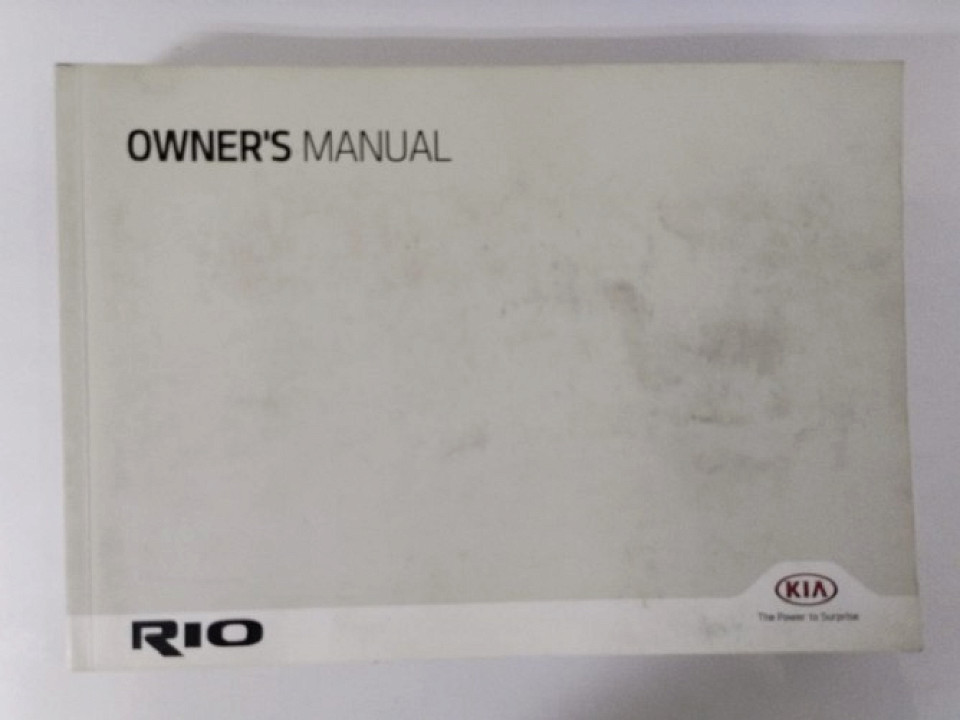 OWNER'S MANUAL
RIO
KIA
The Power to Surprise